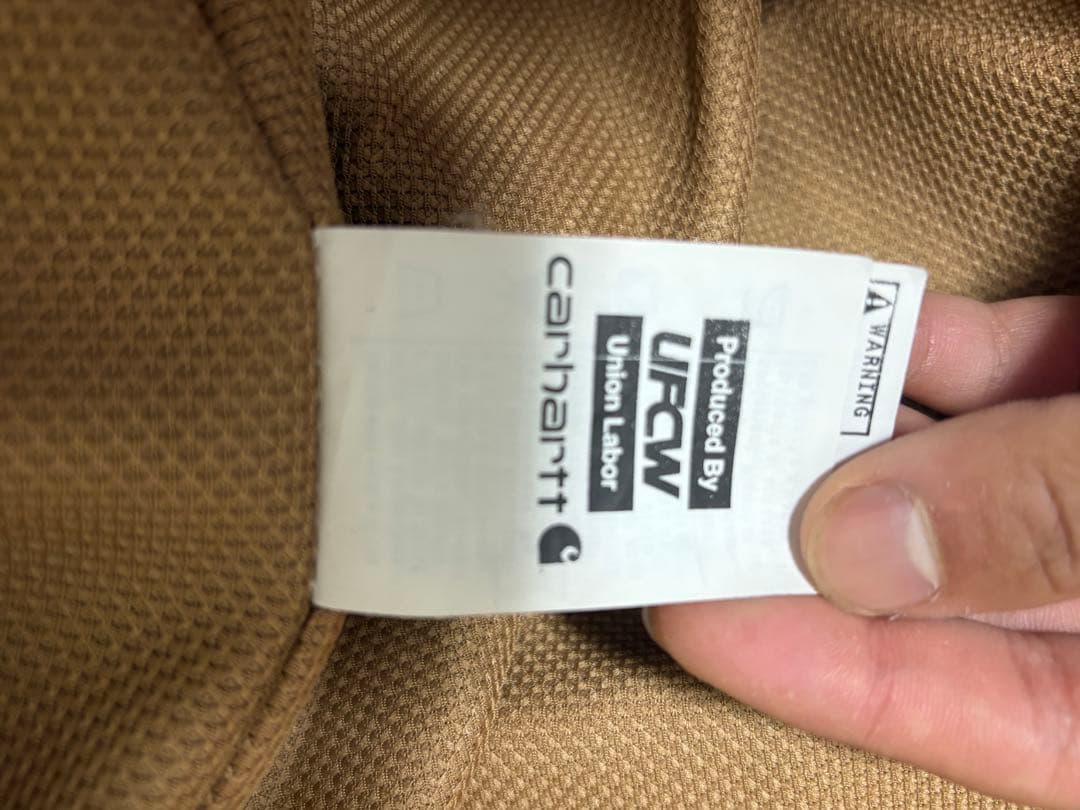 Produced By
UFCW
Union Labor
carhartt
WARNING